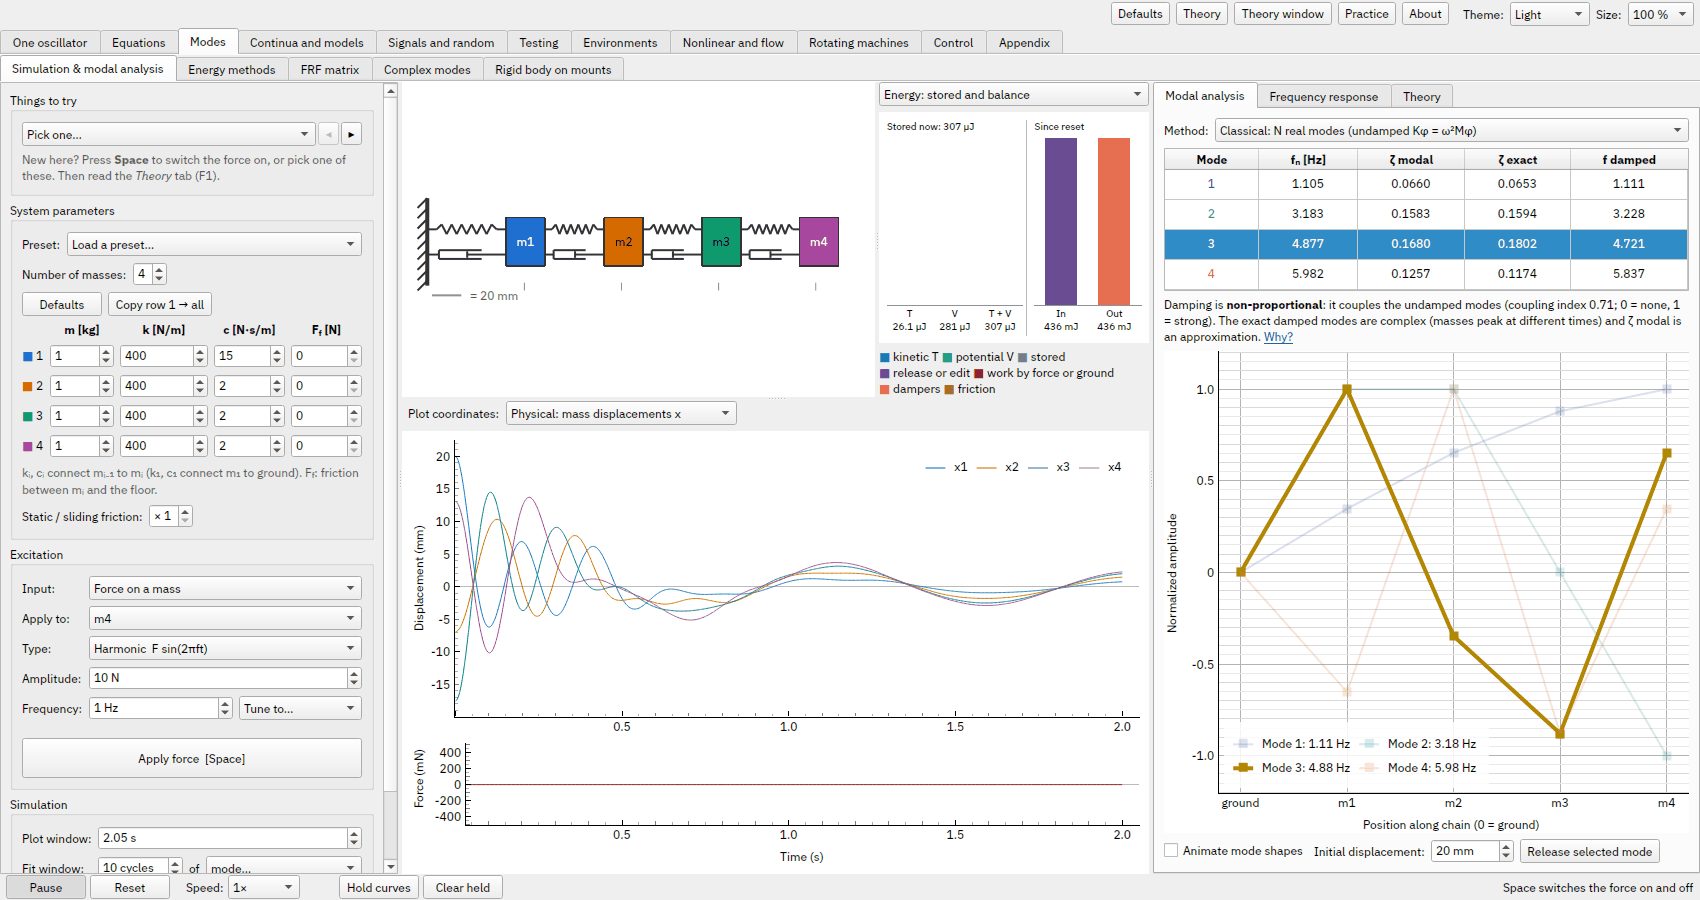 Defaults Theory Theory window Practice About Theme: Light Size: 100 %
One oscillator Equations Modes Continua and models Signals and random Testing Environments Nonlinear and flow Rotating machines Control Appendix
Simulation & modal analysis Energy methods FRF matrix Complex modes Rigid body on mounts
Things to try
Pick one...
New here? Press Space to switch the force on, or pick one of
these. Then read the Theory tab (F1).
System parameters
Preset: Load a preset...
Number of masses: 4
Defaults Copy row 1 → all
m [kg] k [N/m] c [N·s/m] Fᵣ [N]
1 1 400 15 0
2 1 400 2 0
3 1 400 2 0
4 1 400 2 0
kᵢ, cᵢ connect mᵢ₋₁ to mᵢ (k₁, c₁ connect m₁ to ground). Fᵣ: friction
between mᵢ and the floor.
Static / sliding friction: × 1
Excitation
Input: Force on a mass
Apply to: m4
Type: Harmonic F sin(2πft)
Amplitude: 10 N
Frequency: 1 Hz Tune to...
Apply force [Space]
Simulation
Plot window: 2.05 s
Fit window: 10 cycles of mode...
Pause Reset Speed: 1× Hold curves Clear held
m1 m2 m3 m4
= 20 mm
Energy: stored and balance
Stored now: 307 µJ Since reset
T V T + V In Out
26.1 µJ 281 µJ 307 µJ 436 mJ 436 mJ
kinetic T potential V stored
release or edit work by force or ground
dampers friction
Plot coordinates: Physical: mass displacements x
x1 x2 x3 x4
Displacement (mm)
20
15
10
5
0
-5
-10
-15
0.5 1.0 1.5 2.0
Force (mN)
400
200
0
-200
-400
0.5 1.0 1.5 2.0
Time (s)
Modal analysis Frequency response Theory
Method: Classical: N real modes (undamped Kφ = ω²Mφ)
Mode fₙ [Hz] ζ modal ζ exact f damped
1 1.105 0.0660 0.0653 1.111
2 3.183 0.1583 0.1594 3.228
3 4.877 0.1680 0.1802 4.721
4 5.982 0.1257 0.1174 5.837
Damping is non-proportional: it couples the undamped modes (coupling index 0.71; 0 = none, 1
= strong). The exact damped modes are complex (masses peak at different times) and ζ modal is
an approximation. Why?
Normalized amplitude
1.0
0.5
0
-0.5
-1.0
Mode 1: 1.11 Hz Mode 2: 3.18 Hz
Mode 3: 4.88 Hz Mode 4: 5.98 Hz
ground m1 m2 m3 m4
Position along chain (0 = ground)
Animate mode shapes Initial displacement: 20 mm Release selected mode
Space switches the force on and off